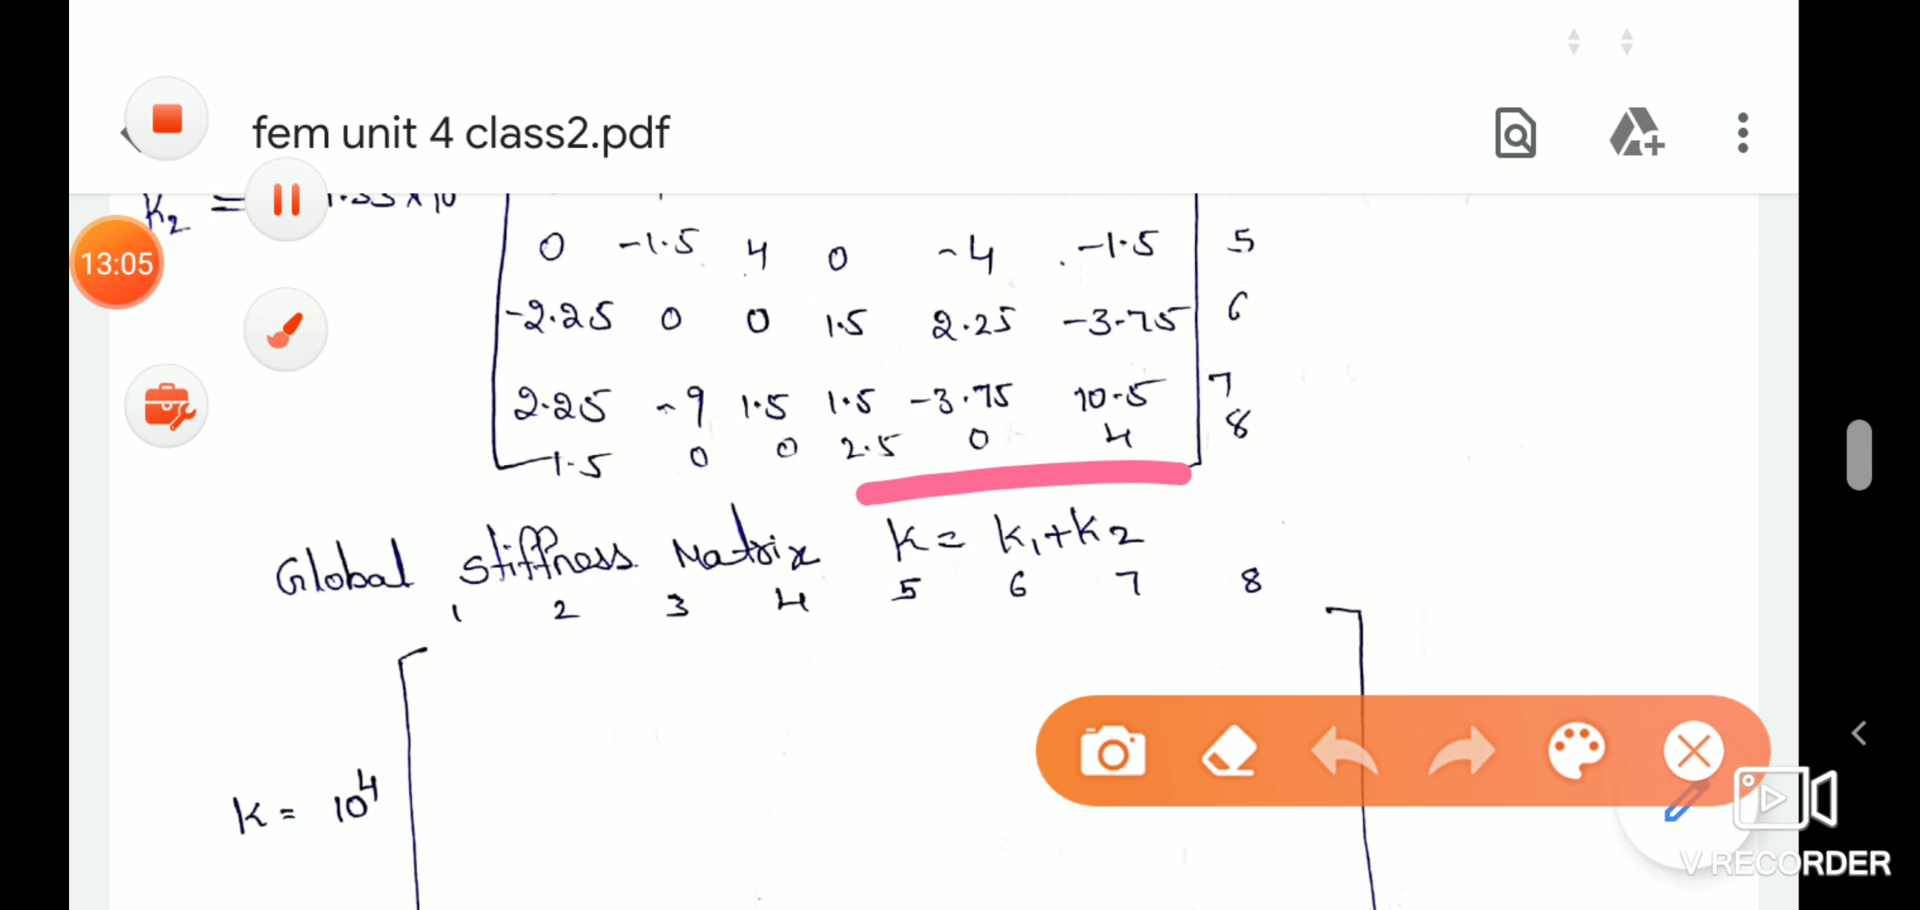 fem unit 4 class2.pdf
K2 =
13:05
0 -1.5 4 0 -4 -1.5 5
-2.25 0 0 1.5 2.25 -3.75 6
2.25 -9 1.5 1.5 -3.75 10.5 7
-1.5 0 0 2.5 0 4 8
Global stiffness Matrix K = K1+K2
1 2 3 4 5 6 7 8
K = 10^4
V RECORDER